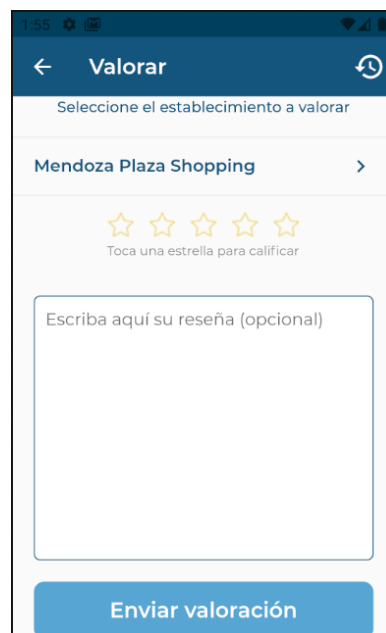 1:55
Valorar
Seleccione el establecimiento a valorar
Mendoza Plaza Shopping
Toca una estrella para calificar
Escriba aquí su reseña (opcional)
Enviar valoración